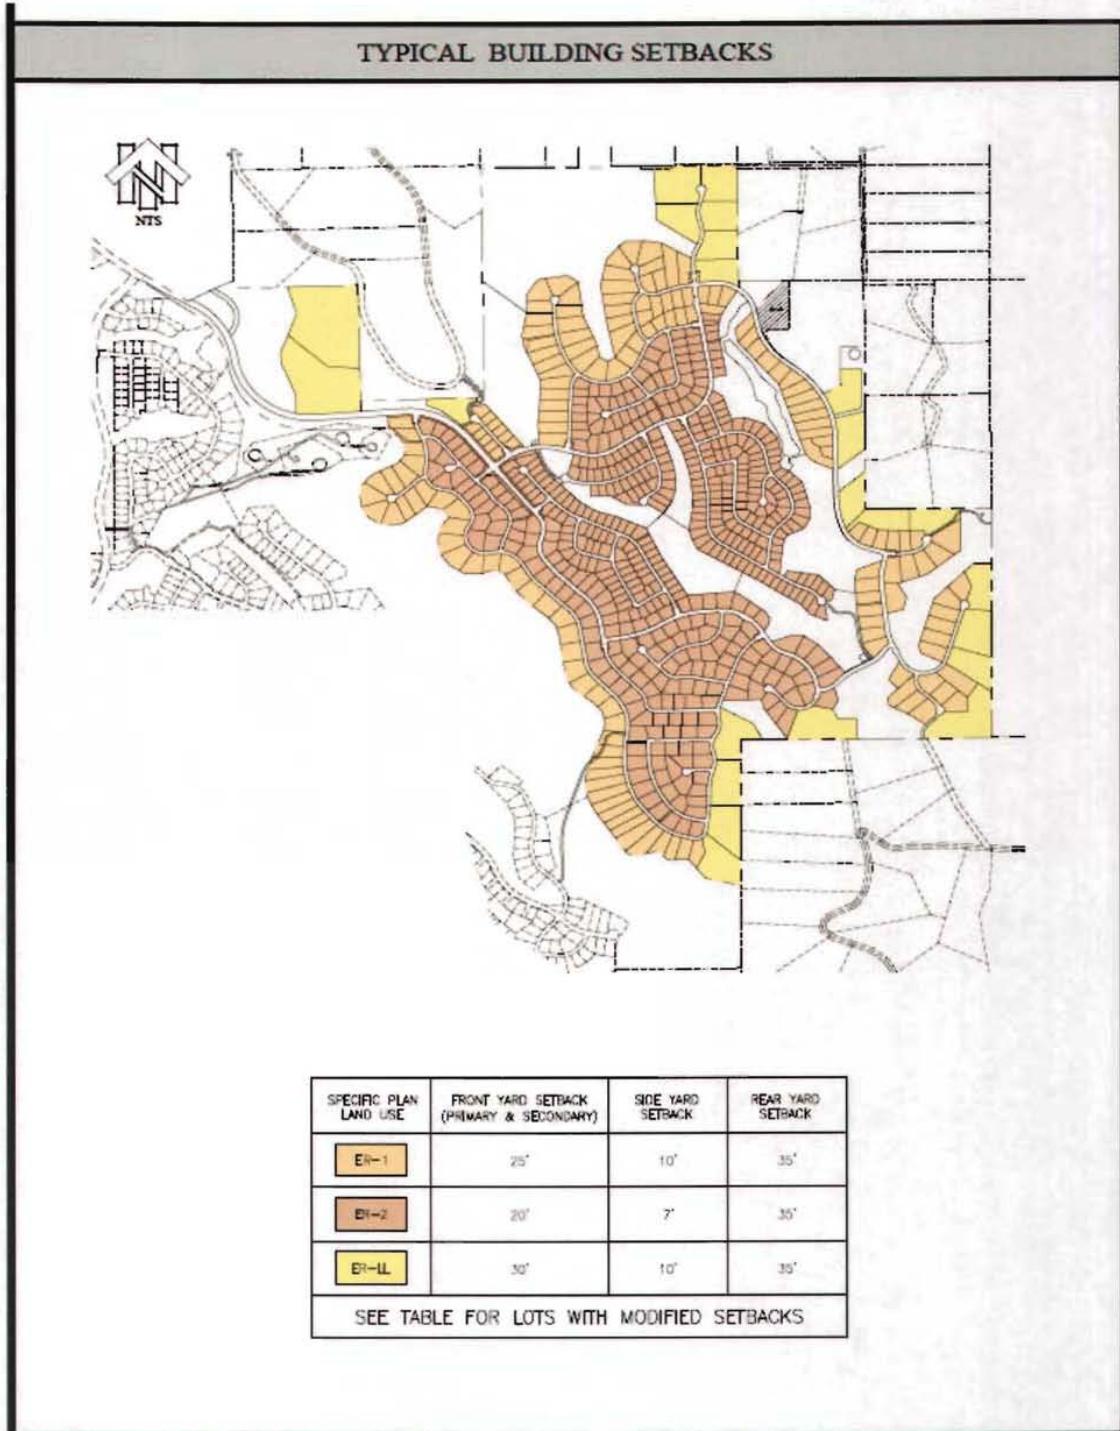 TYPICAL BUILDING SETBACKS
NTS
SPECIFIC PLAN
LAND USE
FRONT YARD SETBACK
(PRIMARY & SECONDARY)
SIDE YARD
SETBACK
REAR YARD
SETBACK
ER-1
25'
10'
35'
ER-2
20'
7'
35'
ER-LL
30'
10'
35'
SEE TABLE FOR LOTS WITH MODIFIED SETBACKS